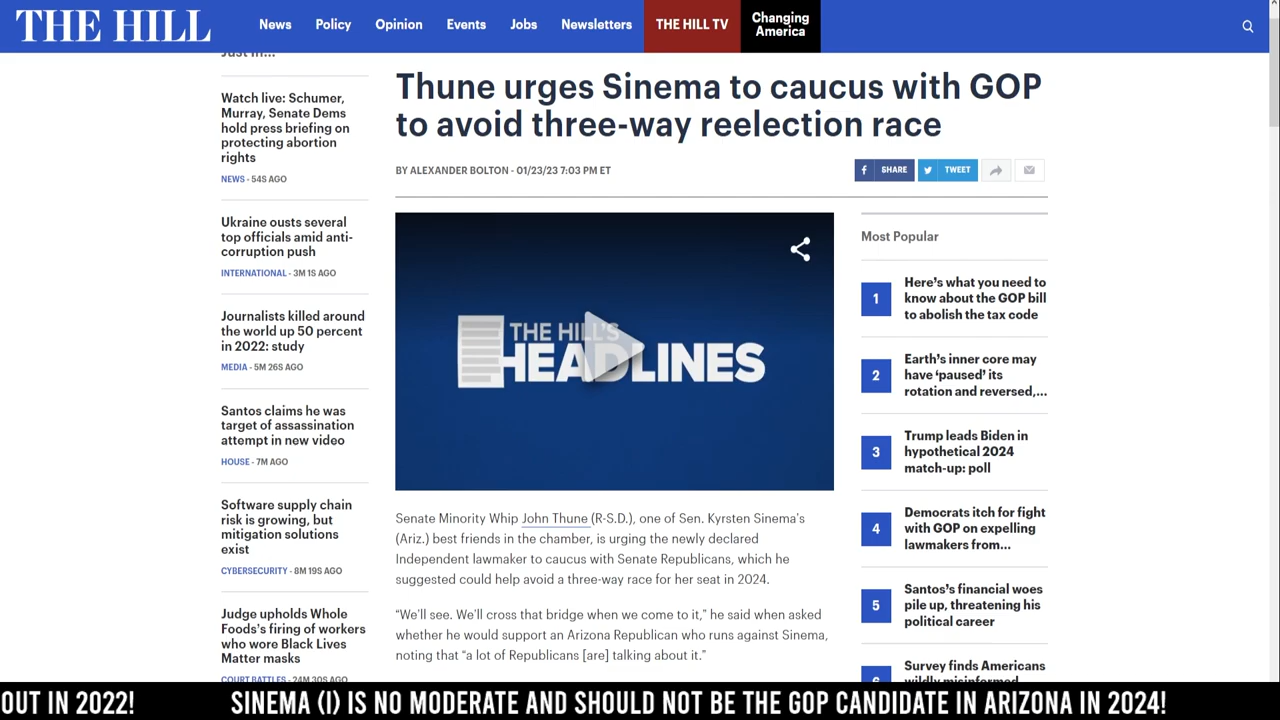 THE HILL
News
Policy
Opinion
Events
Jobs
Newsletters
THE HILL TV
Changing
America
Just In...
Watch live: Schumer,
Murray, Senate Dems
hold press briefing on
protecting abortion
rights
NEWS - 54S AGO
Ukraine ousts several
top officials amid anti-
corruption push
INTERNATIONAL - 3M 1S AGO
Journalists killed around
the world up 50 percent
in 2022: study
MEDIA - 5M 26S AGO
Santos claims he was
target of assassination
attempt in new video
HOUSE - 7M AGO
Software supply chain
risk is growing, but
mitigation solutions
exist
CYBERSECURITY - 8M 19S AGO
Judge upholds Whole
Foods's firing of workers
who wore Black Lives
Matter masks
COURT BATTLES - 24M 30S AGO
Thune urges Sinema to caucus with GOP
to avoid three-way reelection race
BY ALEXANDER BOLTON - 01/23/23 7:03 PM ET
SHARE
TWEET
THE HILL'S
HEADLINES
Senate Minority Whip John Thune (R-S.D.), one of Sen. Kyrsten Sinema's
(Ariz.) best friends in the chamber, is urging the newly declared
Independent lawmaker to caucus with Senate Republicans, which he
suggested could help avoid a three-way race for her seat in 2024.
“We'll see. We'll cross that bridge when we come to it,” he said when asked
whether he would support an Arizona Republican who runs against Sinema,
noting that “a lot of Republicans [are] talking about it.”
Most Popular
1
Here's what you need to
know about the GOP bill
to abolish the tax code
2
Earth's inner core may
have ‘paused’ its
rotation and reversed,...
3
Trump leads Biden in
hypothetical 2024
match-up: poll
4
Democrats itch for fight
with GOP on expelling
lawmakers from...
5
Santos's financial woes
pile up, threatening his
political career
6
Survey finds Americans
wildly misinformed
OUT IN 2022!
SINEMA (I) IS NO MODERATE AND SHOULD NOT BE THE GOP CANDIDATE IN ARIZONA IN 2024!